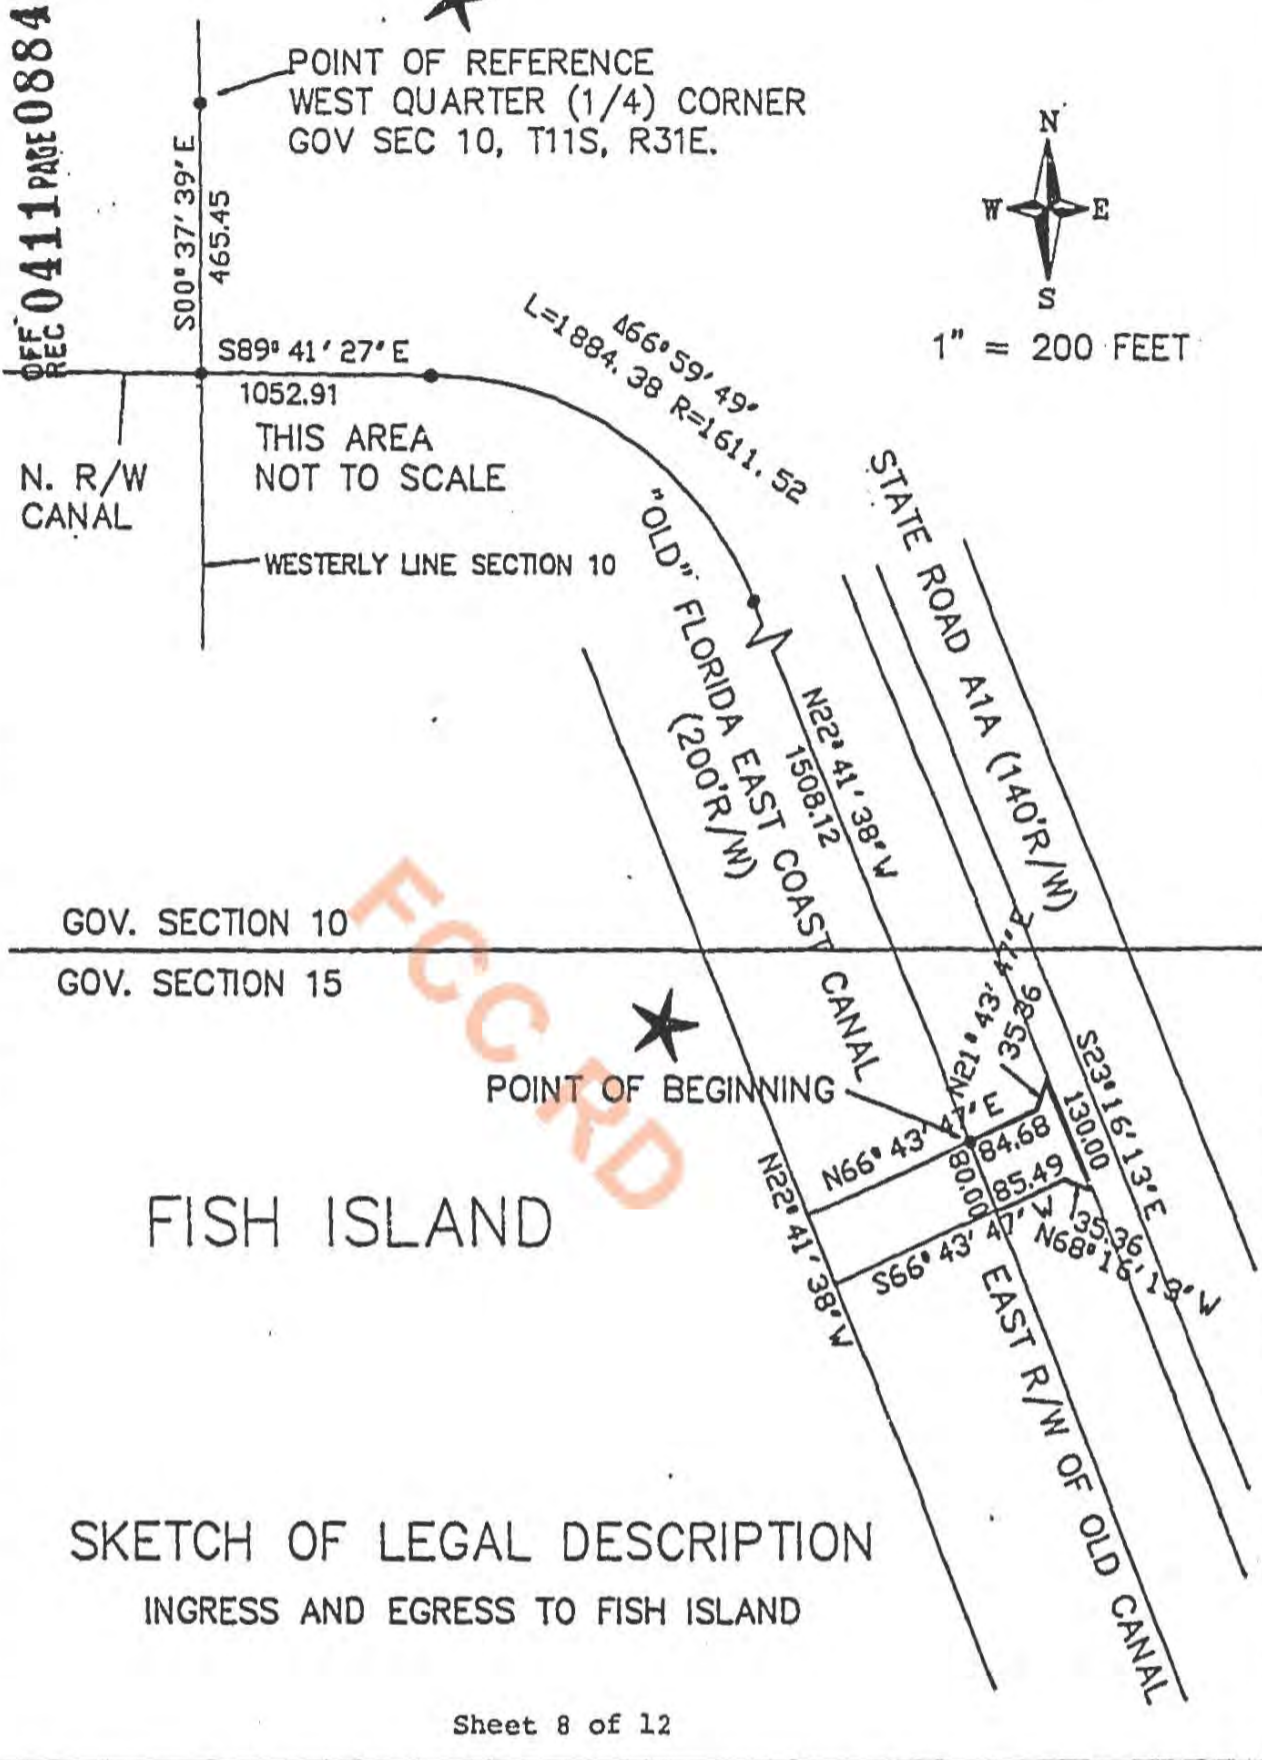 OFF REC 0411 PAGE 0884
POINT OF REFERENCE
WEST QUARTER (1/4) CORNER
GOV SEC 10, T11S, R31E.
N
W E
S
1" = 200 FEET
S00° 37' 39" E
465.45
S89° 41' 27" E
1052.91
THIS AREA
NOT TO SCALE
N. R/W
CANAL
WESTERLY LINE SECTION 10
Δ66° 59' 49"
L=1884.38 R=1611.52
STATE ROAD A1A (140'R/W)
"OLD" FLORIDA EAST COAST CANAL
(200'R/W)
N22° 41' 38" W
1508.12
GOV. SECTION 10
GOV. SECTION 15
FCC RD
POINT OF BEGINNING
N21° 43' 47" E
35.36
S23° 16' 13" E
130.00
N66° 43' 47" E
84.68
80.00
85.49
S66° 43' 47" W
35.36
N68° 16' 13" W
N22° 41' 38" W
FISH ISLAND
EAST R/W OF OLD CANAL
SKETCH OF LEGAL DESCRIPTION
INGRESS AND EGRESS TO FISH ISLAND
Sheet 8 of 12